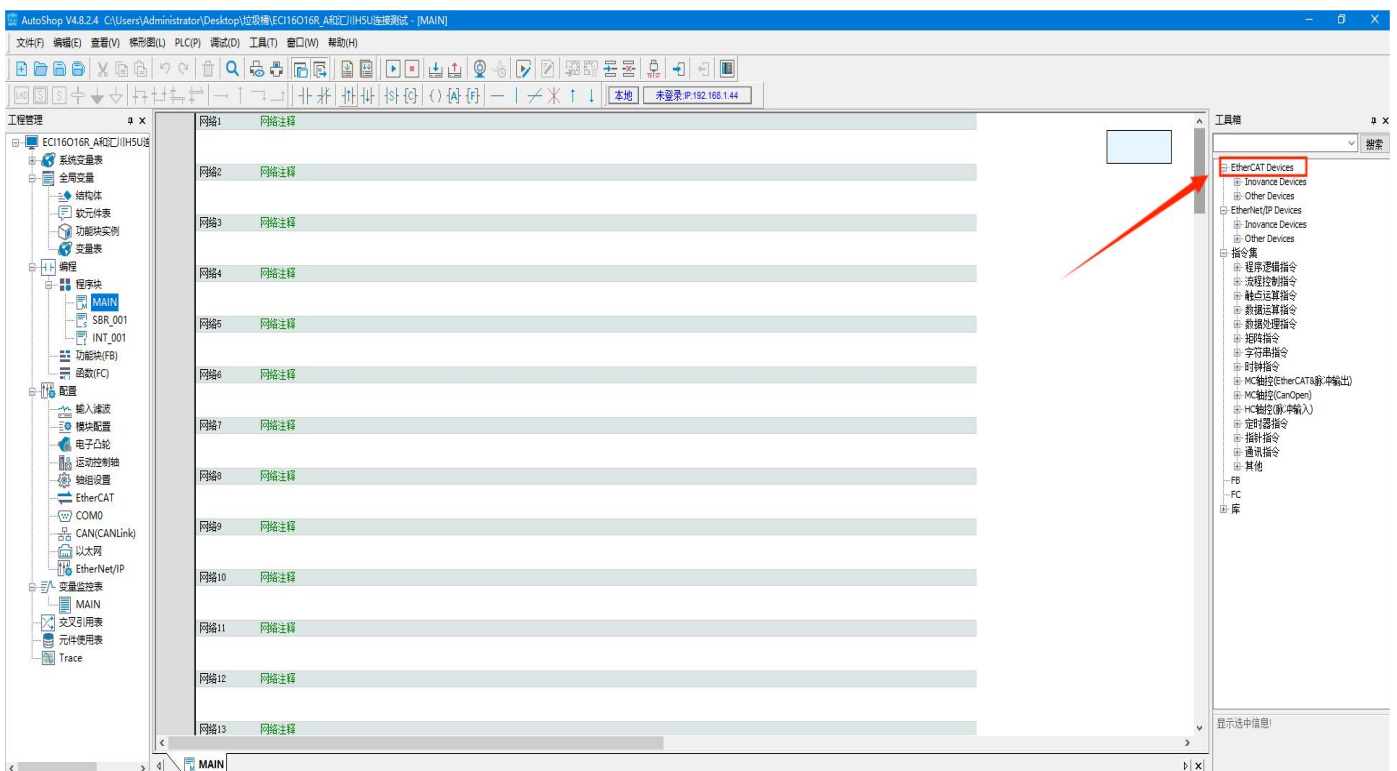 AutoShop V4.8.2.4 C:\Users\Administrator\Desktop\垃圾桶\ECI16O16R_A和汇川H5U连接测试 - [MAIN]
文件(F) 编辑(E) 查看(V) 梯形图(L) PLC(P) 调试(D) 工具(T) 窗口(W) 帮助(H)
本地 未登录:IP:192.168.1.44
工程管理
ECI16O16R_A和汇川H5U连
系统变量表
全局变量
结构体
软元件表
功能块实例
变量表
编程
程序块
MAIN
SBR_001
INT_001
功能块(FB)
函数(FC)
配置
输入滤波
模块配置
电子凸轮
运动控制轴
轴组设置
EtherCAT
COM0
CAN(CANLink)
以太网
EtherNet/IP
变量监控表
MAIN
交叉引用表
元件使用表
Trace
网络1 网络注释
网络2 网络注释
网络3 网络注释
网络4 网络注释
网络5 网络注释
网络6 网络注释
网络7 网络注释
网络8 网络注释
网络9 网络注释
网络10 网络注释
网络11 网络注释
网络12 网络注释
网络13 网络注释
MAIN
工具箱
搜索
EtherCAT Devices
Inovance Devices
Other Devices
EtherNet/IP Devices
Inovance Devices
Other Devices
指令集
程序逻辑指令
流程控制指令
触点运算指令
数据运算指令
数据处理指令
矩阵指令
字符串指令
时钟指令
MC轴控(EtherCAT&脉冲输出)
MC轴控(CanOpen)
HC轴控(脉冲输入)
定时器指令
指针指令
通讯指令
其他
FB
FC
库
显示选中信息!